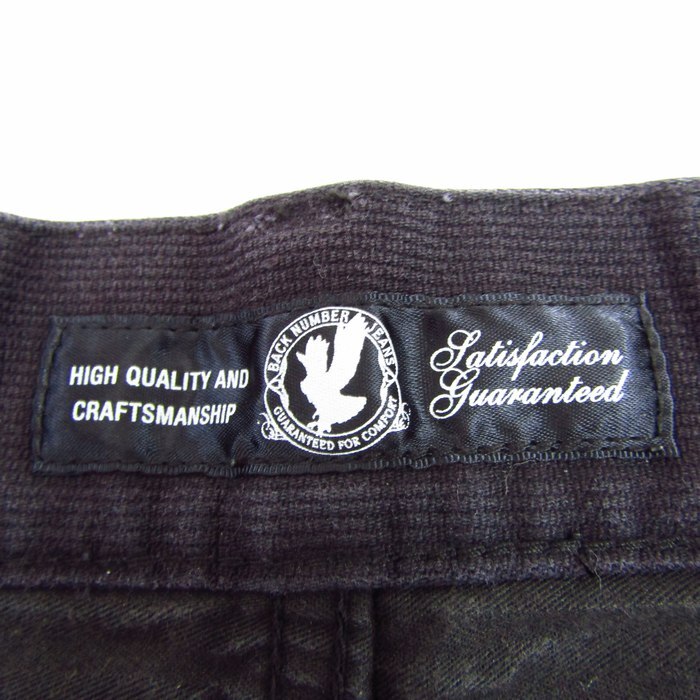 HIGH QUALITY AND
CRAFTSMANSHIP
BACK NUMBER JEANS
GUARANTEED FOR COMFORT
Satisfaction
Guaranteed